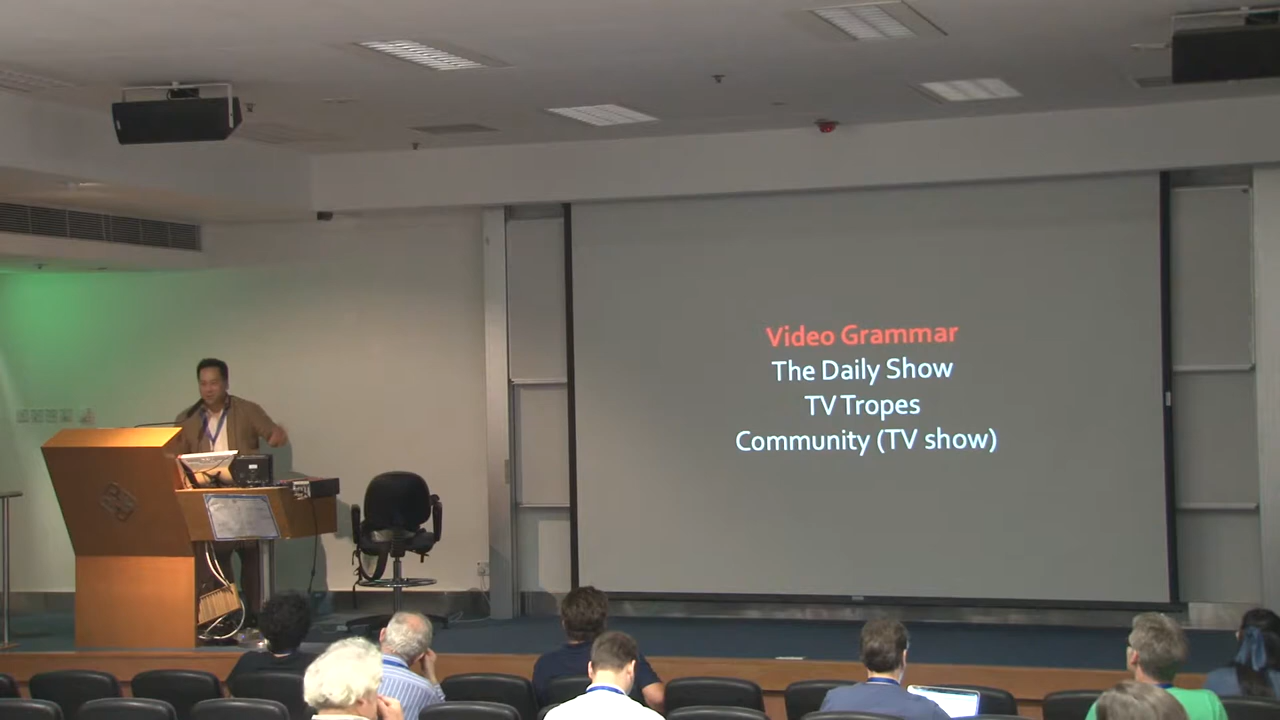 Video Grammar
The Daily Show
TV Tropes
Community (TV show)